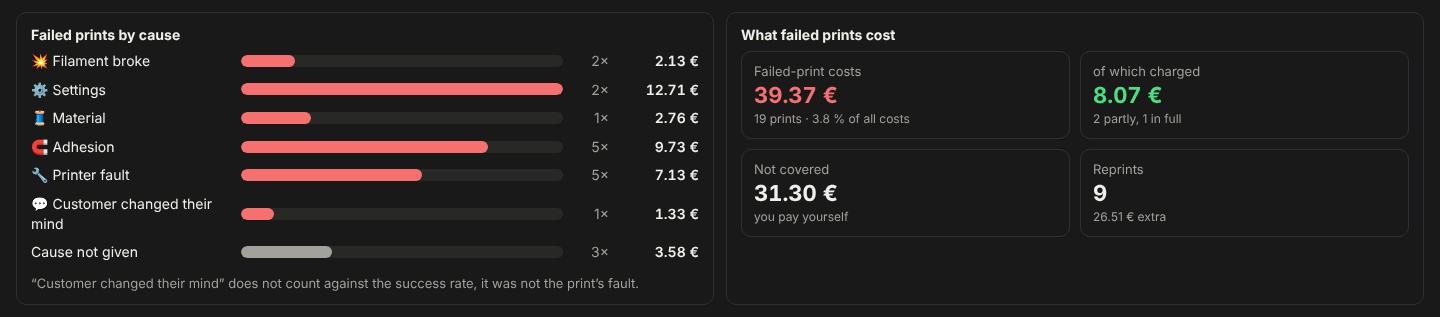 Failed prints by cause
💥 Filament broke 2× 2.13 €
⚙️ Settings 2× 12.71 €
🧵 Material 1× 2.76 €
🧲 Adhesion 5× 9.73 €
🔧 Printer fault 5× 7.13 €
💬 Customer changed their
mind 1× 1.33 €
Cause not given 3× 3.58 €
“Customer changed their mind” does not count against the success rate, it was not the print’s fault.
What failed prints cost
Failed-print costs
39.37 €
19 prints · 3.8 % of all costs
of which charged
8.07 €
2 partly, 1 in full
Not covered
31.30 €
you pay yourself
Reprints
9
26.51 € extra